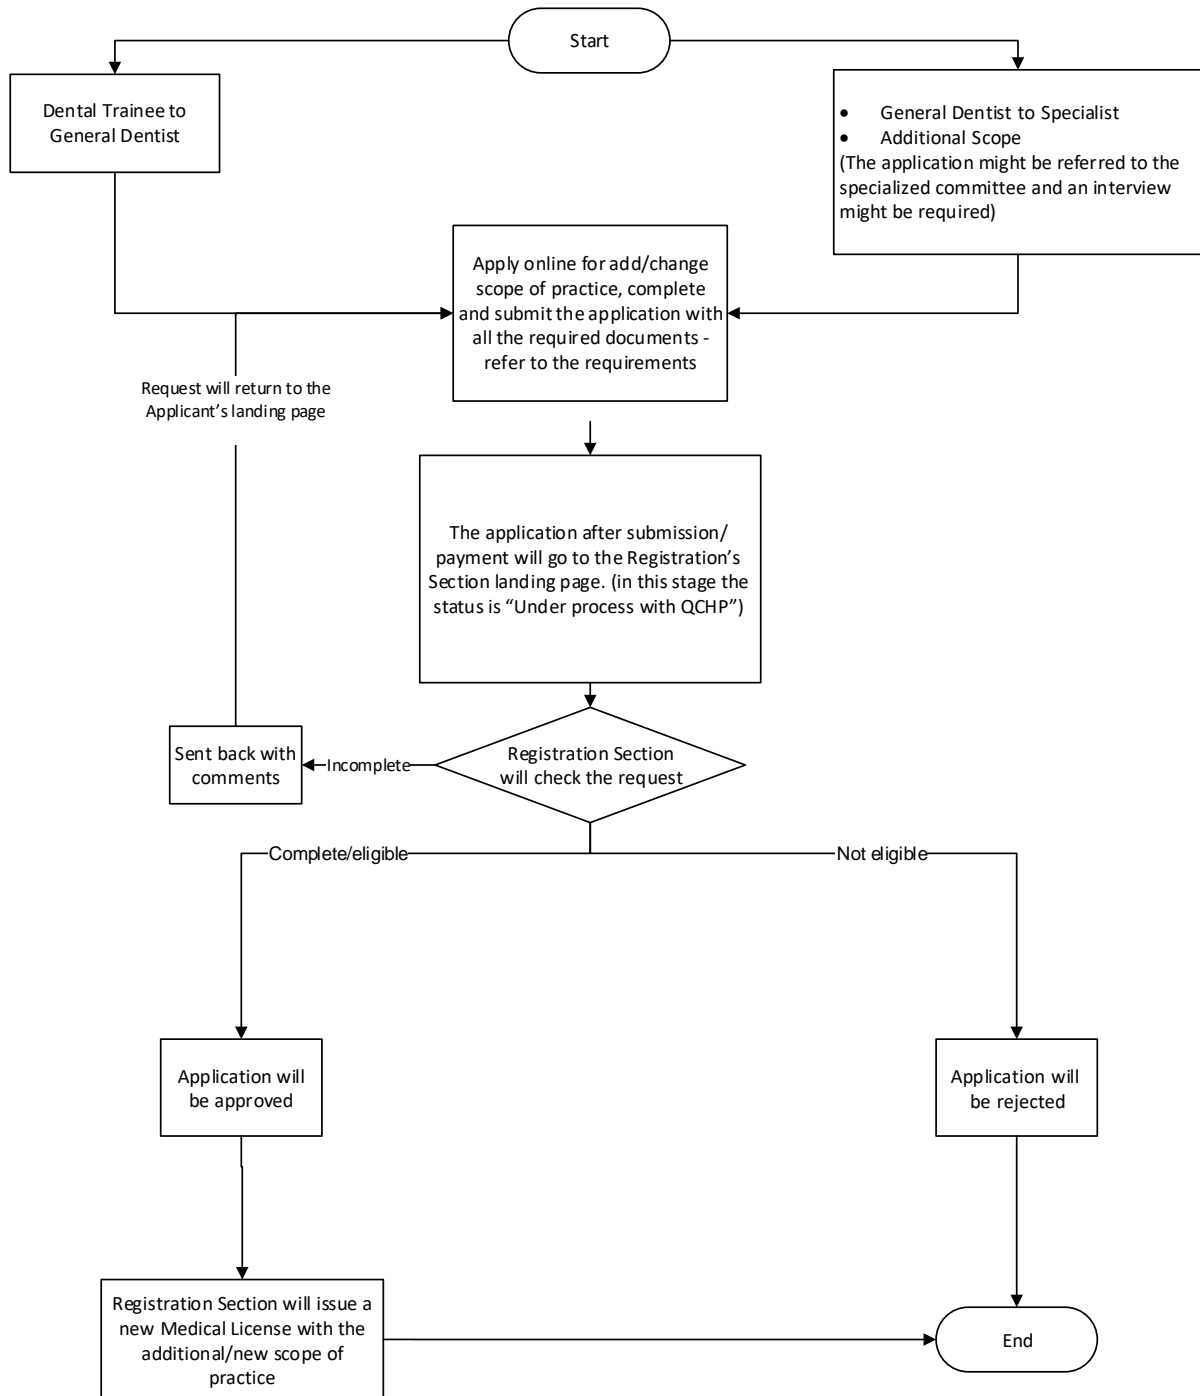 Start
Dental Trainee to
General Dentist
• General Dentist to Specialist
• Additional Scope
(The application might be referred to the
specialized committee and an interview
might be required)
Apply online for add/change
scope of practice, complete
and submit the application with
all the required documents -
refer to the requirements
Request will return to the
Applicant’s landing page
The application after submission/
payment will go to the Registration’s
Section landing page. (in this stage the
status is “Under process with QCHP”)
Registration Section
will check the request
Incomplete
Sent back with
comments
Complete/eligible
Not eligible
Application will
be approved
Application will
be rejected
Registration Section will issue a
new Medical License with the
additional/new scope of
practice
End